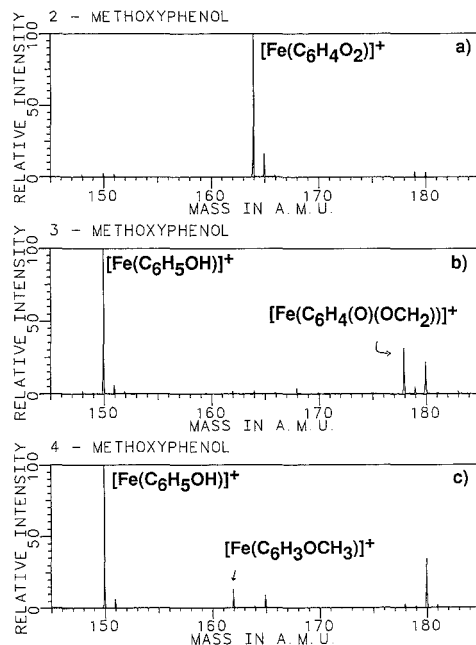 2 - METHOXYPHENOL
[Fe(C6H4O2)]+
a)
100
50
0
RELATIVE INTENSITY
150 160 170 180
MASS IN A.M.U.
3 - METHOXYPHENOL
[Fe(C6H5OH)]+
b)
[Fe(C6H4(O)(OCH2))]+
100
50
0
RELATIVE INTENSITY
150 160 170 180
MASS IN A.M.U.
4 - METHOXYPHENOL
[Fe(C6H5OH)]+
c)
[Fe(C6H3OCH3)]+
100
50
0
RELATIVE INTENSITY
150 160 170 180
MASS IN A.M.U.